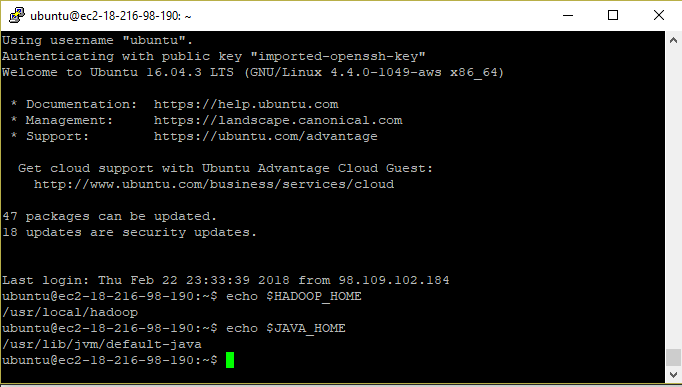 ubuntu@ec2-18-216-98-190: ~
Using username "ubuntu".
Authenticating with public key "imported-openssh-key"
Welcome to Ubuntu 16.04.3 LTS (GNU/Linux 4.4.0-1049-aws x86_64)
* Documentation:  https://help.ubuntu.com
* Management:     https://landscape.canonical.com
* Support:        https://ubuntu.com/advantage
Get cloud support with Ubuntu Advantage Cloud Guest:
http://www.ubuntu.com/business/services/cloud
47 packages can be updated.
18 updates are security updates.
Last login: Thu Feb 22 23:33:39 2018 from 98.109.102.184
ubuntu@ec2-18-216-98-190:~$ echo $HADOOP_HOME
/usr/local/hadoop
ubuntu@ec2-18-216-98-190:~$ echo $JAVA_HOME
/usr/lib/jvm/default-java
ubuntu@ec2-18-216-98-190:~$